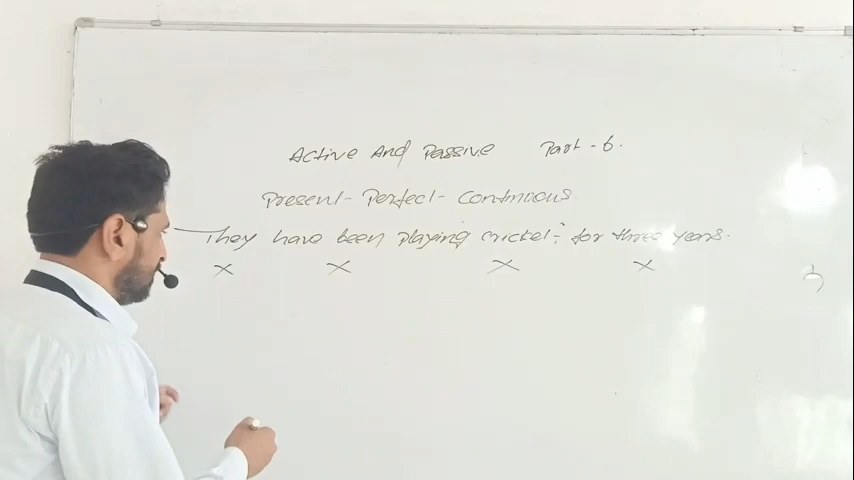 Active And Passive Part - 6.
Present - Perfect - Continuous.
They have been playing cricket for three years.
x x x x